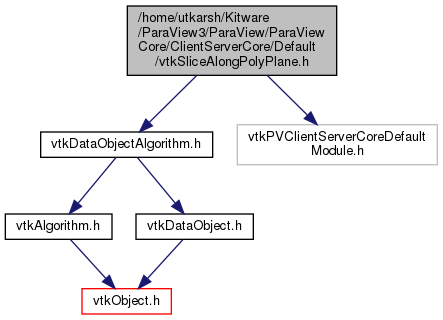 /home/utkarsh/Kitware
/ParaView3/ParaView/ParaView
Core/ClientServerCore/Default
/vtkSliceAlongPolyPlane.h
vtkDataObjectAlgorithm.h
vtkPVClientServerCoreDefault
Module.h
vtkAlgorithm.h
vtkDataObject.h
vtkObject.h